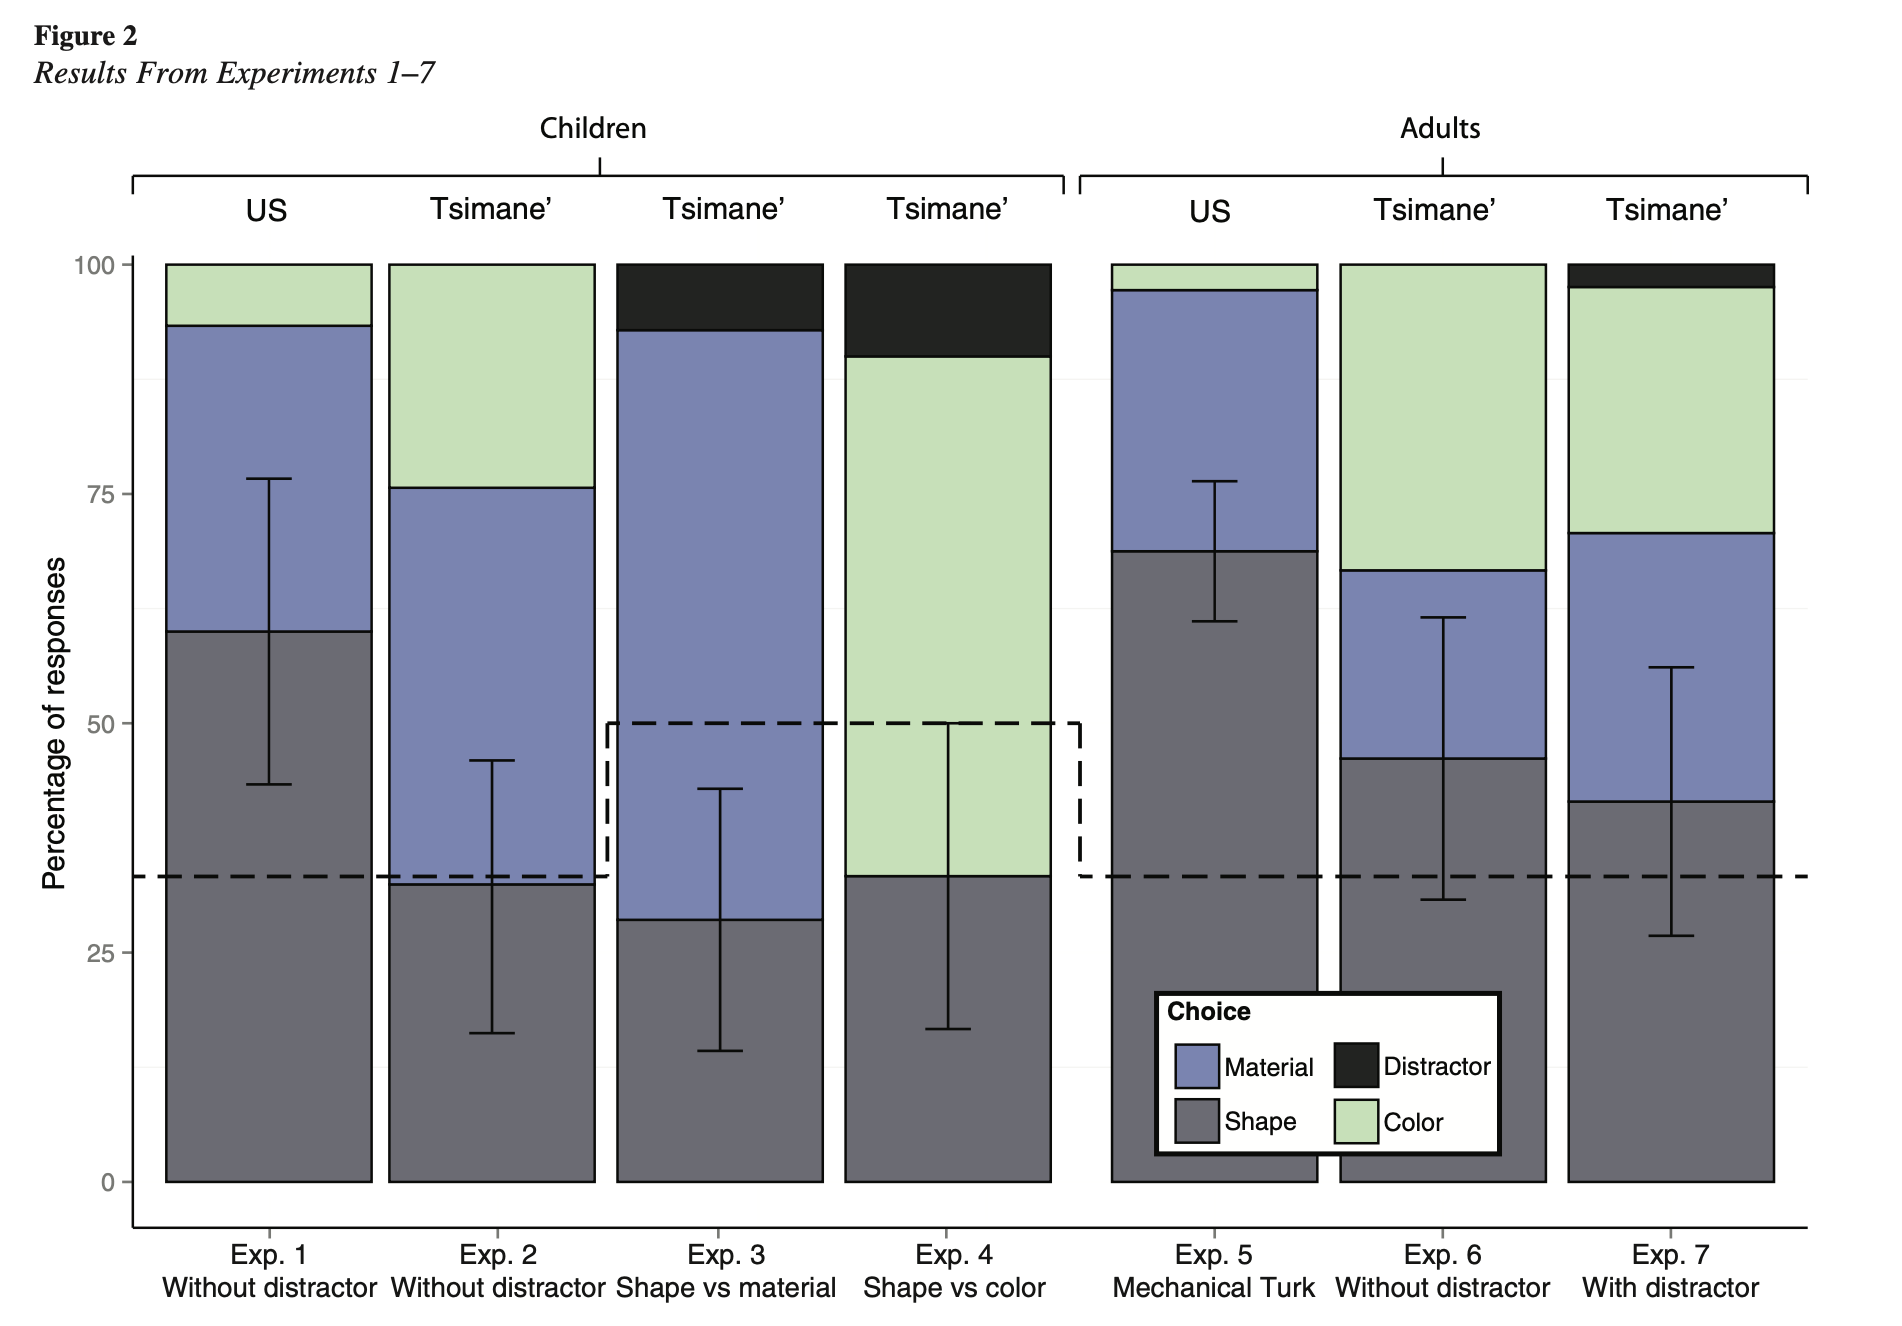 Figure 2
Results From Experiments 1–7
Children
Adults
US
Tsimane’
Tsimane’
Tsimane’
US
Tsimane’
Tsimane’
100
75
50
25
0
Percentage of responses
Choice
Material
Distractor
Shape
Color
Exp. 1
Without distractor
Exp. 2
Without distractor
Exp. 3
Shape vs material
Exp. 4
Shape vs color
Exp. 5
Mechanical Turk
Exp. 6
Without distractor
Exp. 7
With distractor